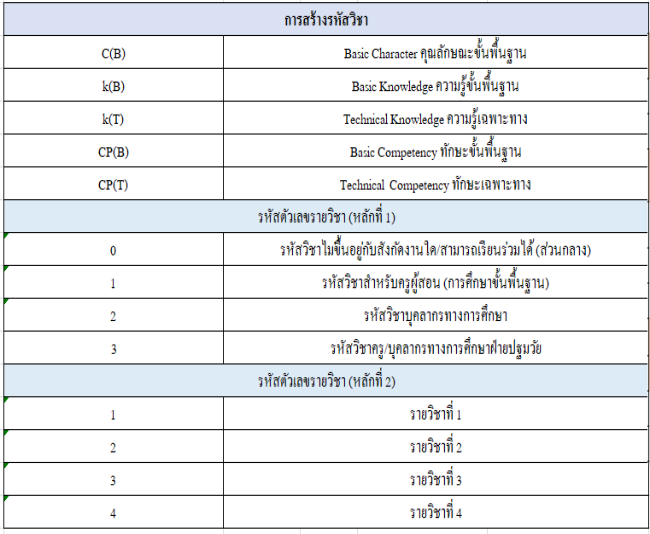 การสร้างรหัสวิชา
C(B) Basic Character คุณลักษณะขั้นพื้นฐาน
k(B) Basic Knowledge ความรู้ขั้นพื้นฐาน
k(T) Technical Knowledge ความรู้เฉพาะทาง
CP(B) Basic Competency ทักษะขั้นพื้นฐาน
CP(T) Technical Competency ทักษะเฉพาะทาง
รหัสตัวเลขรายวิชา (หลักที่ 1)
0 รหัสวิชาไม่ขึ้นอยู่กับสังกัดงานใด/สามารถเรียนร่วมได้ (ส่วนกลาง)
1 รหัสวิชาสำหรับครูผู้สอน (การศึกษาขั้นพื้นฐาน)
2 รหัสวิชาบุคลากรทางการศึกษา
3 รหัสวิชาครู/บุคลากรทางการศึกษาฝ่ายปฐมวัย
รหัสตัวเลขรายวิชา (หลักที่ 2)
1 รายวิชาที่ 1
2 รายวิชาที่ 2
3 รายวิชาที่ 3
4 รายวิชาที่ 4